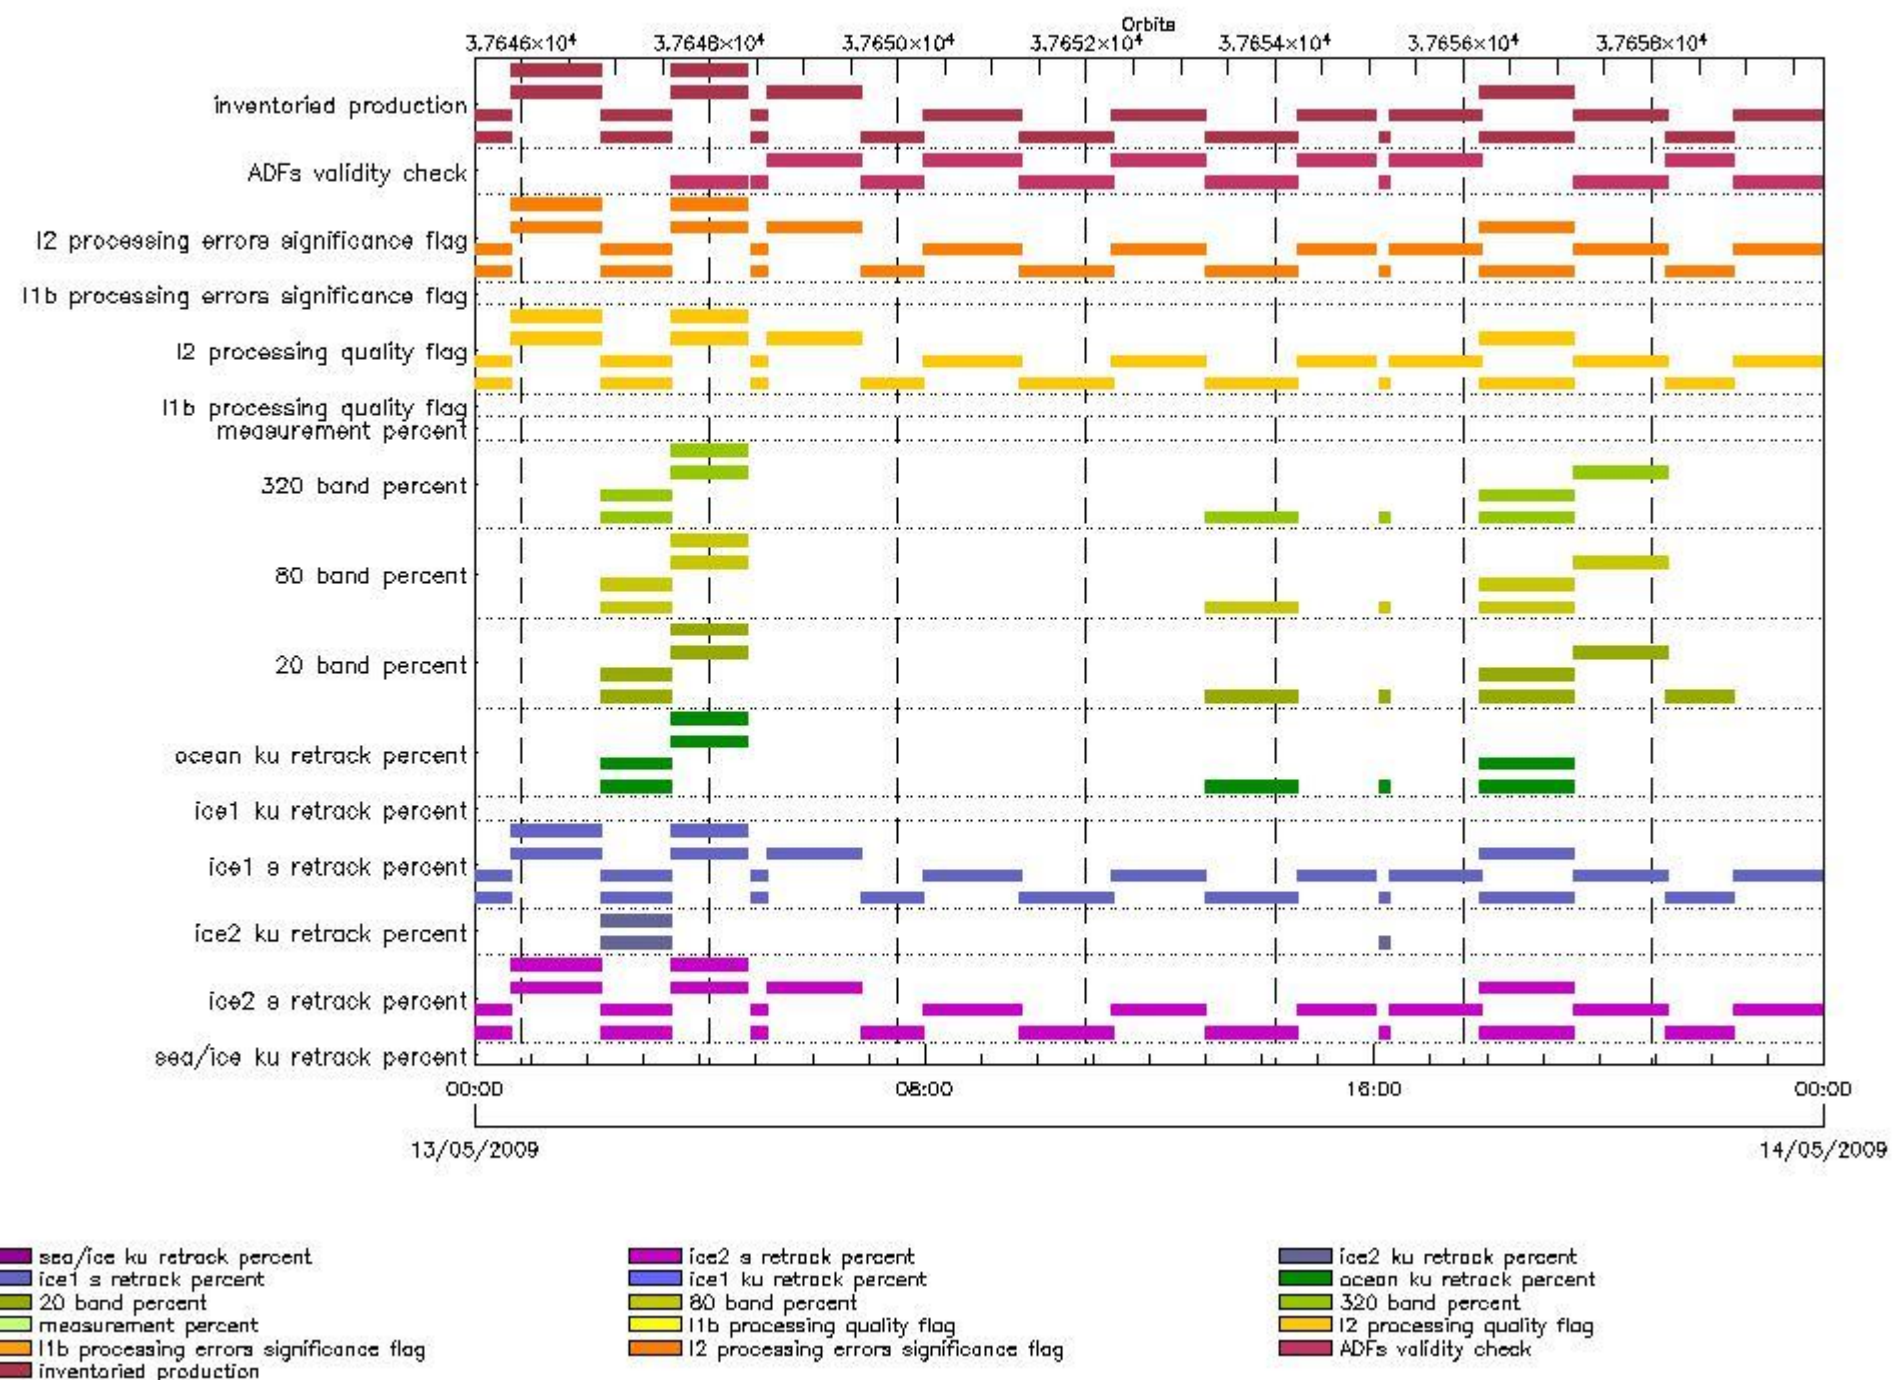 Orbits
3.7646×10⁴ 3.7648×10⁴ 3.7650×10⁴ 3.7652×10⁴ 3.7654×10⁴ 3.7656×10⁴ 3.7658×10⁴
inventoried production
ADFs validity check
l2 processing errors significance flag
l1b processing errors significance flag
l2 processing quality flag
l1b processing quality flag
measurement percent
320 band percent
80 band percent
20 band percent
ocean ku retrack percent
ice1 ku retrack percent
ice1 s retrack percent
ice2 ku retrack percent
ice2 s retrack percent
sea/ice ku retrack percent
00:00 08:00 16:00 00:00
13/05/2009 14/05/2009
sea/ice ku retrack percent ice2 s retrack percent ice2 ku retrack percent
ice1 s retrack percent ice1 ku retrack percent ocean ku retrack percent
20 band percent 80 band percent 320 band percent
measurement percent l1b processing quality flag l2 processing quality flag
l1b processing errors significance flag l2 processing errors significance flag ADFs validity check
inventoried production